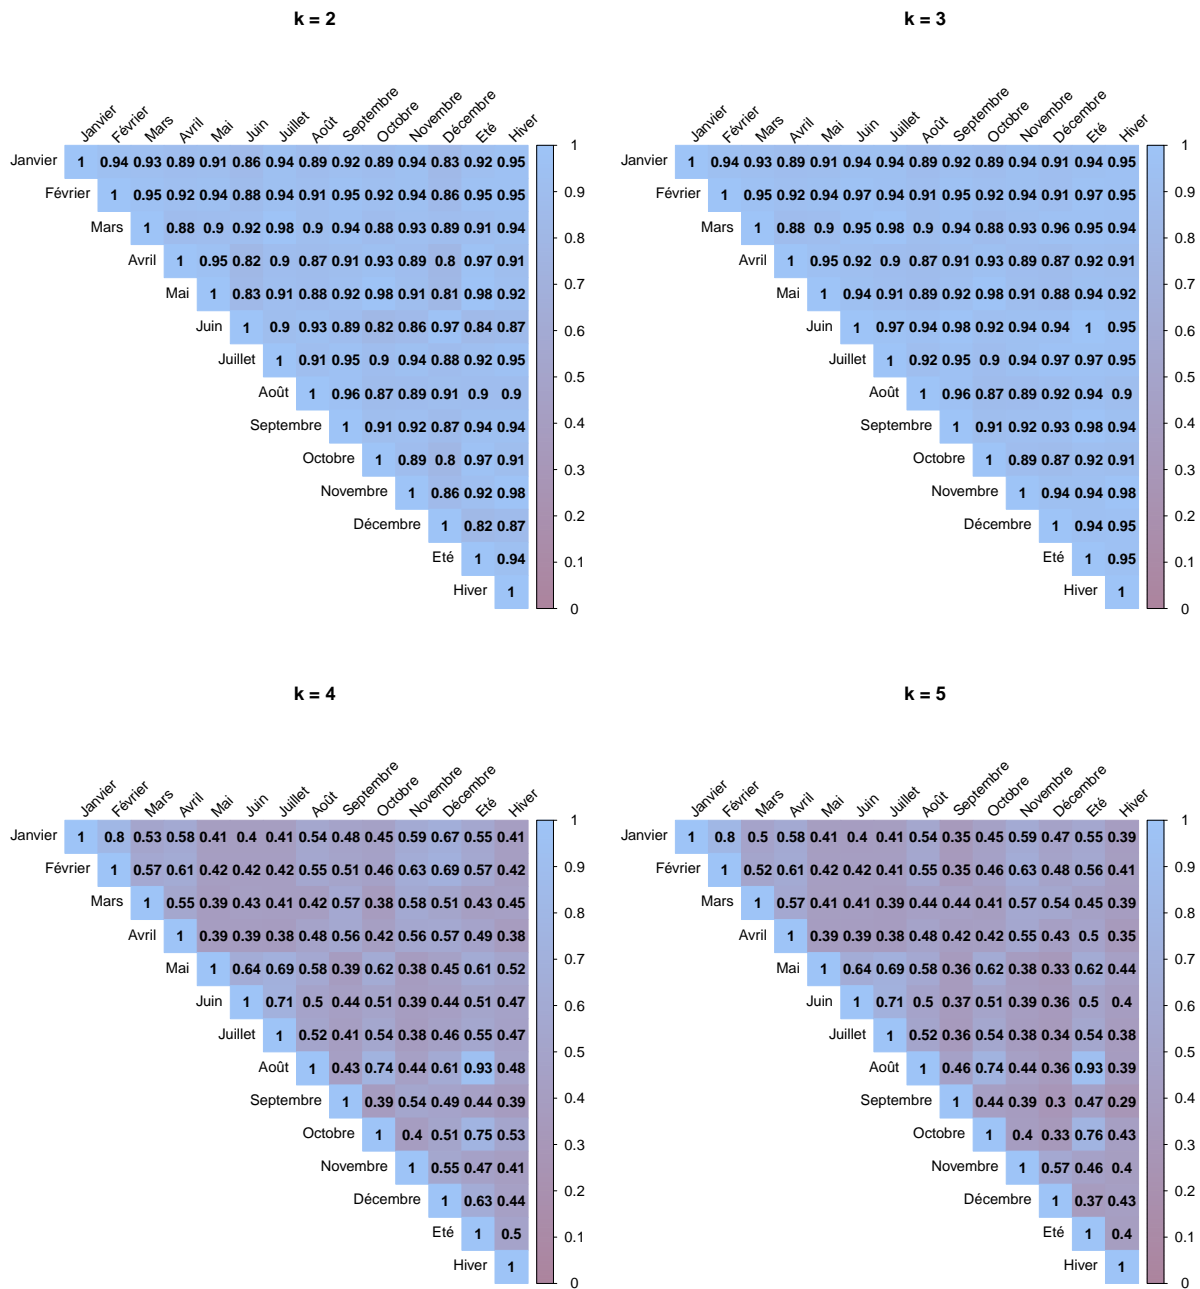 k = 2
Janvier Février Mars Avril Mai Juin Juillet Août Septembre Octobre Novembre Décembre Eté Hiver
Janvier 1 0.94 0.93 0.89 0.91 0.86 0.94 0.89 0.92 0.89 0.94 0.83 0.92 0.95
Février 1 0.95 0.92 0.94 0.88 0.94 0.91 0.95 0.92 0.94 0.86 0.95 0.95
Mars 1 0.88 0.9 0.92 0.98 0.9 0.94 0.88 0.93 0.89 0.91 0.94
Avril 1 0.95 0.82 0.9 0.87 0.91 0.93 0.89 0.8 0.97 0.91
Mai 1 0.83 0.91 0.88 0.92 0.98 0.91 0.81 0.98 0.92
Juin 1 0.9 0.93 0.89 0.82 0.86 0.97 0.84 0.87
Juillet 1 0.91 0.95 0.9 0.94 0.88 0.92 0.95
Août 1 0.96 0.87 0.89 0.91 0.9 0.9
Septembre 1 0.91 0.92 0.87 0.94 0.94
Octobre 1 0.89 0.8 0.97 0.91
Novembre 1 0.86 0.92 0.98
Décembre 1 0.82 0.87
Eté 1 0.94
Hiver 1
1
0.9
0.8
0.7
0.6
0.5
0.4
0.3
0.2
0.1
0
k = 3
Janvier Février Mars Avril Mai Juin Juillet Août Septembre Octobre Novembre Décembre Eté Hiver
Janvier 1 0.94 0.93 0.89 0.91 0.94 0.94 0.89 0.92 0.89 0.94 0.91 0.94 0.95
Février 1 0.95 0.92 0.94 0.97 0.94 0.91 0.95 0.92 0.94 0.91 0.97 0.95
Mars 1 0.88 0.9 0.95 0.98 0.9 0.94 0.88 0.93 0.96 0.95 0.94
Avril 1 0.95 0.92 0.9 0.87 0.91 0.93 0.89 0.87 0.92 0.91
Mai 1 0.94 0.91 0.89 0.92 0.98 0.91 0.88 0.94 0.92
Juin 1 0.97 0.94 0.98 0.92 0.94 0.94 1 0.95
Juillet 1 0.92 0.95 0.9 0.94 0.97 0.97 0.95
Août 1 0.96 0.87 0.89 0.92 0.94 0.9
Septembre 1 0.91 0.92 0.93 0.98 0.94
Octobre 1 0.89 0.87 0.92 0.91
Novembre 1 0.94 0.94 0.98
Décembre 1 0.94 0.95
Eté 1 0.95
Hiver 1
1
0.9
0.8
0.7
0.6
0.5
0.4
0.3
0.2
0.1
0
k = 4
Janvier Février Mars Avril Mai Juin Juillet Août Septembre Octobre Novembre Décembre Eté Hiver
Janvier 1 0.8 0.53 0.58 0.41 0.4 0.41 0.54 0.48 0.45 0.59 0.67 0.55 0.41
Février 1 0.57 0.61 0.42 0.42 0.42 0.55 0.51 0.46 0.63 0.69 0.57 0.42
Mars 1 0.55 0.39 0.43 0.41 0.42 0.57 0.38 0.58 0.51 0.43 0.45
Avril 1 0.39 0.39 0.38 0.48 0.56 0.42 0.56 0.57 0.49 0.38
Mai 1 0.64 0.69 0.58 0.39 0.62 0.38 0.45 0.61 0.52
Juin 1 0.71 0.5 0.44 0.51 0.39 0.44 0.51 0.47
Juillet 1 0.52 0.41 0.54 0.38 0.46 0.55 0.47
Août 1 0.43 0.74 0.44 0.61 0.93 0.48
Septembre 1 0.39 0.54 0.49 0.44 0.39
Octobre 1 0.4 0.51 0.75 0.53
Novembre 1 0.55 0.47 0.41
Décembre 1 0.63 0.44
Eté 1 0.5
Hiver 1
1
0.9
0.8
0.7
0.6
0.5
0.4
0.3
0.2
0.1
0
k = 5
Janvier Février Mars Avril Mai Juin Juillet Août Septembre Octobre Novembre Décembre Eté Hiver
Janvier 1 0.8 0.5 0.58 0.41 0.4 0.41 0.54 0.35 0.45 0.59 0.47 0.55 0.39
Février 1 0.52 0.61 0.42 0.42 0.41 0.55 0.35 0.46 0.63 0.48 0.56 0.41
Mars 1 0.57 0.41 0.41 0.39 0.44 0.44 0.41 0.57 0.54 0.45 0.39
Avril 1 0.39 0.39 0.38 0.48 0.42 0.42 0.55 0.43 0.5 0.35
Mai 1 0.64 0.69 0.58 0.36 0.62 0.38 0.33 0.62 0.44
Juin 1 0.71 0.5 0.37 0.51 0.39 0.36 0.5 0.4
Juillet 1 0.52 0.36 0.54 0.38 0.34 0.54 0.38
Août 1 0.46 0.74 0.44 0.36 0.93 0.39
Septembre 1 0.44 0.39 0.3 0.47 0.29
Octobre 1 0.4 0.33 0.76 0.43
Novembre 1 0.57 0.46 0.4
Décembre 1 0.37 0.43
Eté 1 0.4
Hiver 1
1
0.9
0.8
0.7
0.6
0.5
0.4
0.3
0.2
0.1
0